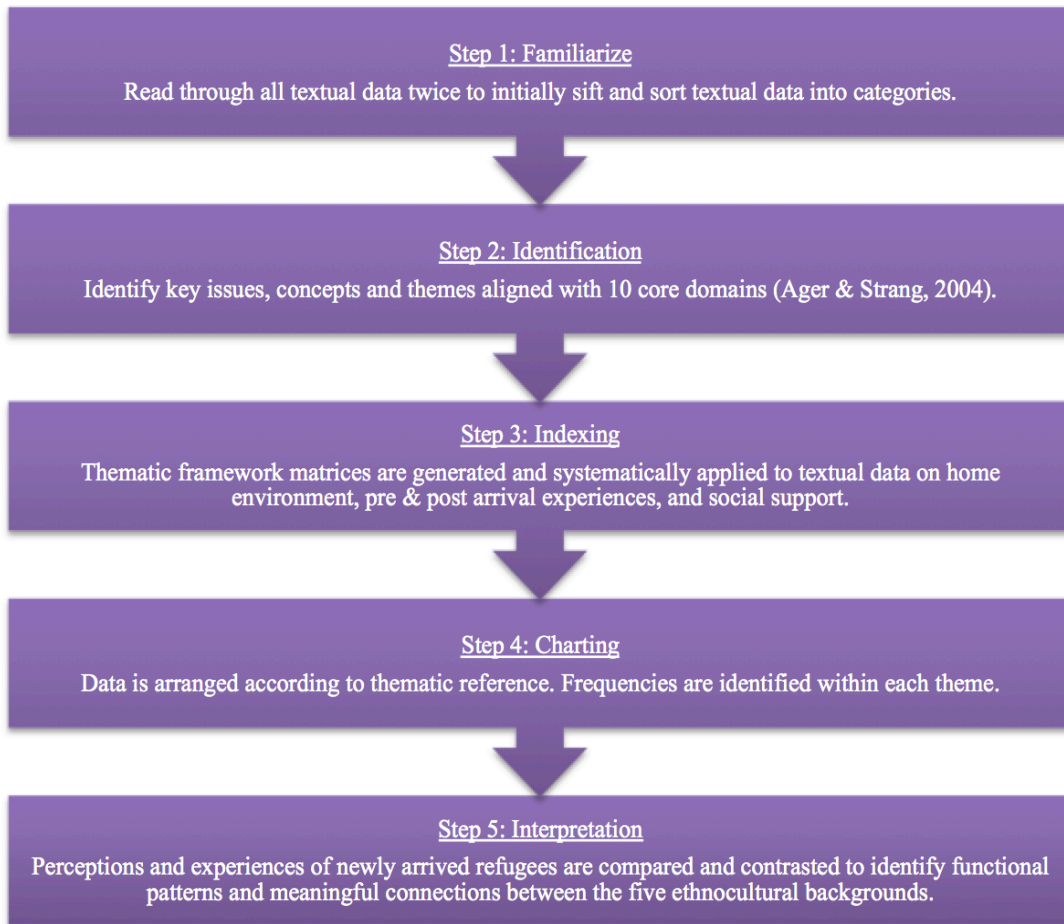 Step 1: Familiarize
Read through all textual data twice to initially sift and sort textual data into categories.
Step 2: Identification
Identify key issues, concepts and themes aligned with 10 core domains (Ager & Strang, 2004).
Step 3: Indexing
Thematic framework matrices are generated and systematically applied to textual data on home
environment, pre & post arrival experiences, and social support.
Step 4: Charting
Data is arranged according to thematic reference. Frequencies are identified within each theme.
Step 5: Interpretation
Perceptions and experiences of newly arrived refugees are compared and contrasted to identify functional
patterns and meaningful connections between the five ethnocultural backgrounds.